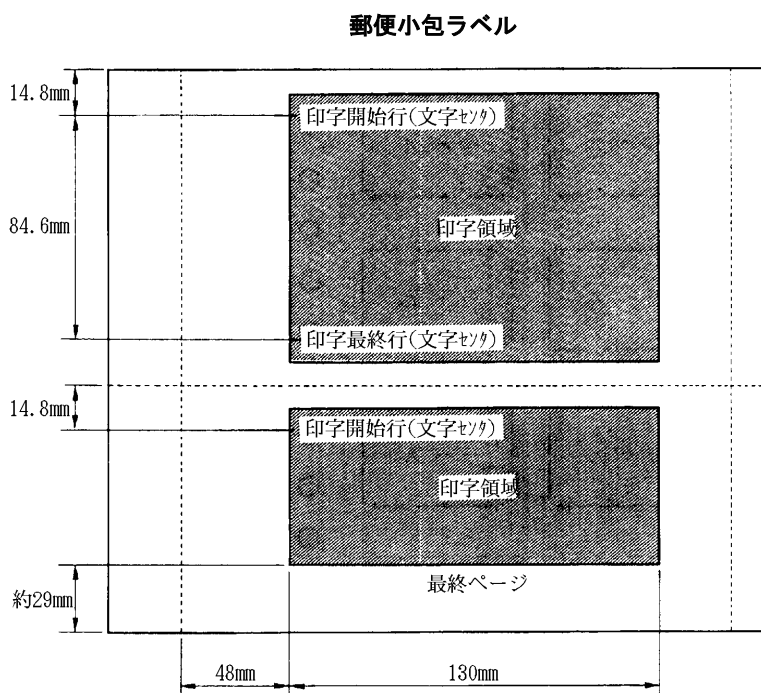 郵便小包ラベル
14.8mm
印字開始行(文字ｾﾝﾀ)
84.6mm
印字領域
印字最終行(文字ｾﾝﾀ)
14.8mm
印字開始行(文字ｾﾝﾀ)
印字領域
最終ページ
約29mm
48mm
130mm